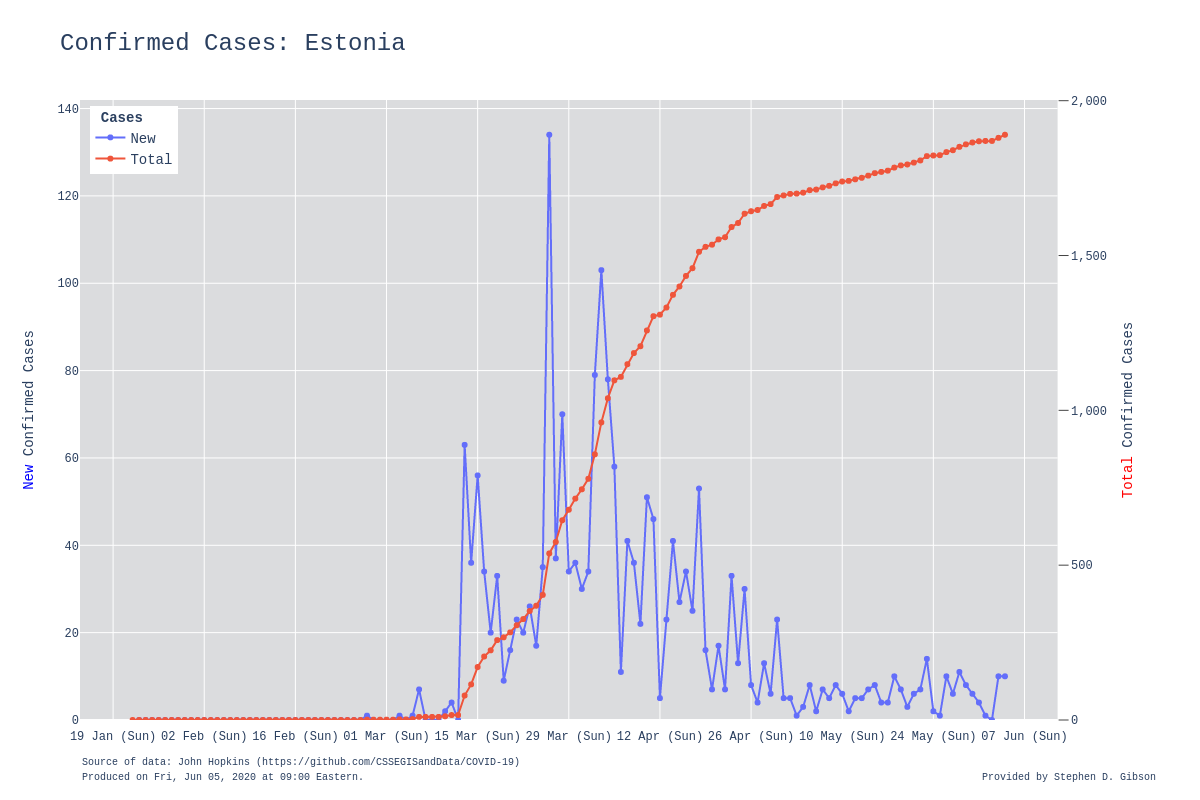 Confirmed Cases: Estonia
Cases
New
Total
140
120
100
80
60
40
20
0
2,000
1,500
1,000
500
0
New Confirmed Cases
Total Confirmed Cases
19 Jan (Sun) 02 Feb (Sun) 16 Feb (Sun) 01 Mar (Sun) 15 Mar (Sun) 29 Mar (Sun) 12 Apr (Sun) 26 Apr (Sun) 10 May (Sun) 24 May (Sun) 07 Jun (Sun)
Source of data: John Hopkins (https://github.com/CSSEGISandData/COVID-19)
Produced on Fri, Jun 05, 2020 at 09:00 Eastern.
Provided by Stephen D. Gibson